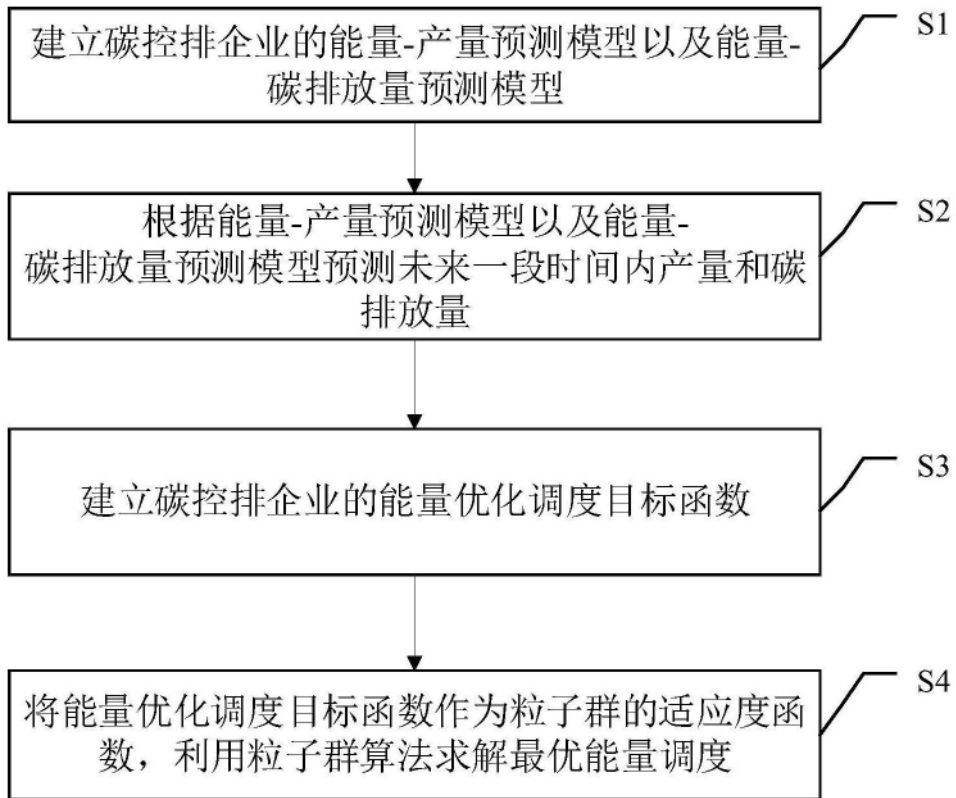 建立碳控排企业的能量-产量预测模型以及能量-
碳排放量预测模型
S1
根据能量-产量预测模型以及能量-
碳排放量预测模型预测未来一段时间内产量和碳
排放量
S2
建立碳控排企业的能量优化调度目标函数
S3
将能量优化调度目标函数作为粒子群的适应度函
数，利用粒子群算法求解最优能量调度
S4